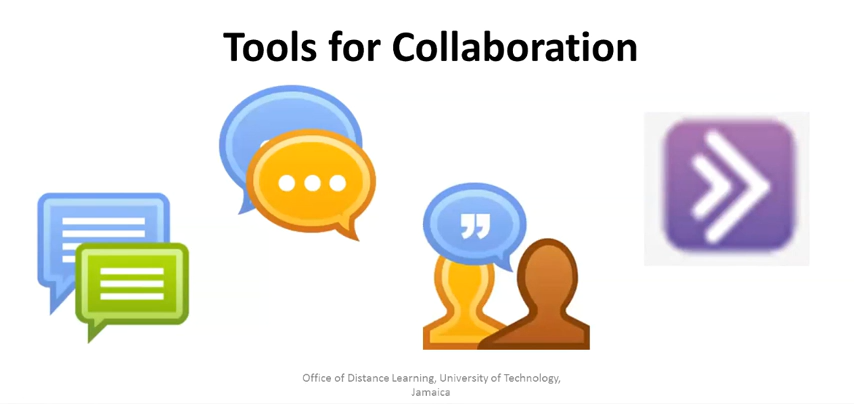 Tools for Collaboration
Office of Distance Learning, University of Technology,
Jamaica